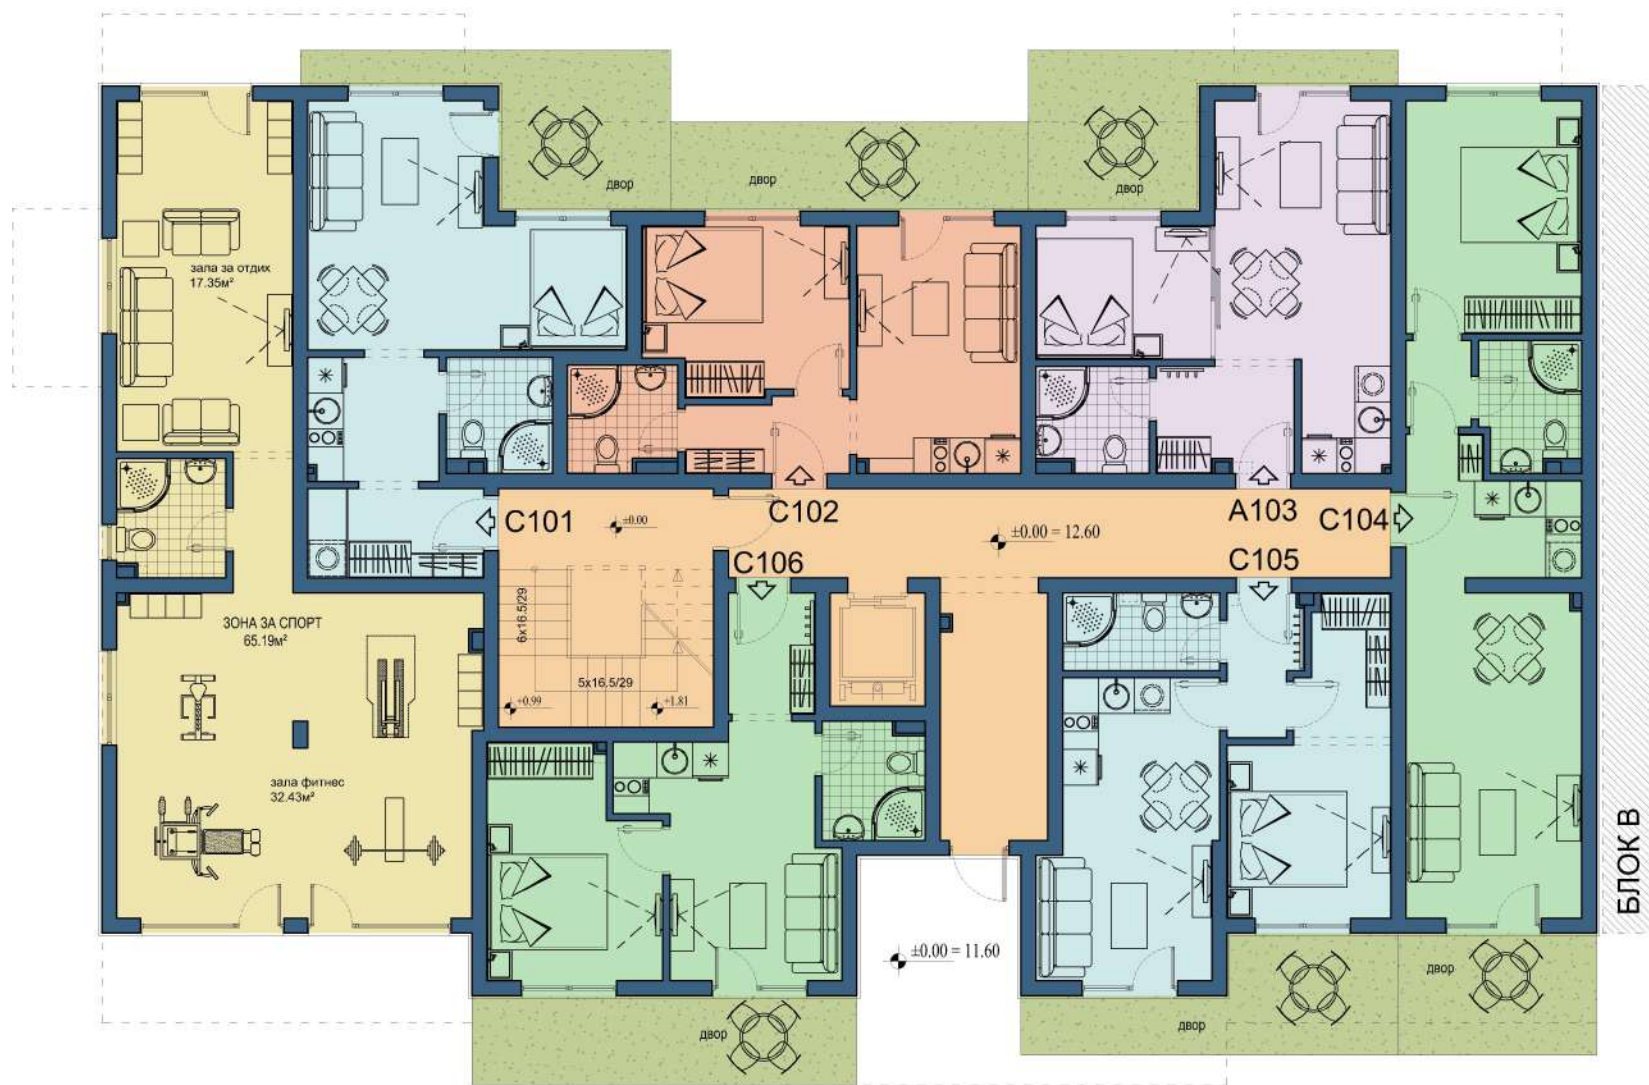 двор
двор
двор
зала за отдих
17.35м²
C101
±0.00
C102
±0.00 = 12.60
A103
C104
C106
C105
6x16.5/29
ЗОНА ЗА СПОРТ
65.19м²
5x16.5/29
+0.99
+1.81
зала фитнес
32.43м²
БЛОК В
±0.00 = 11.60
двор
двор
двор